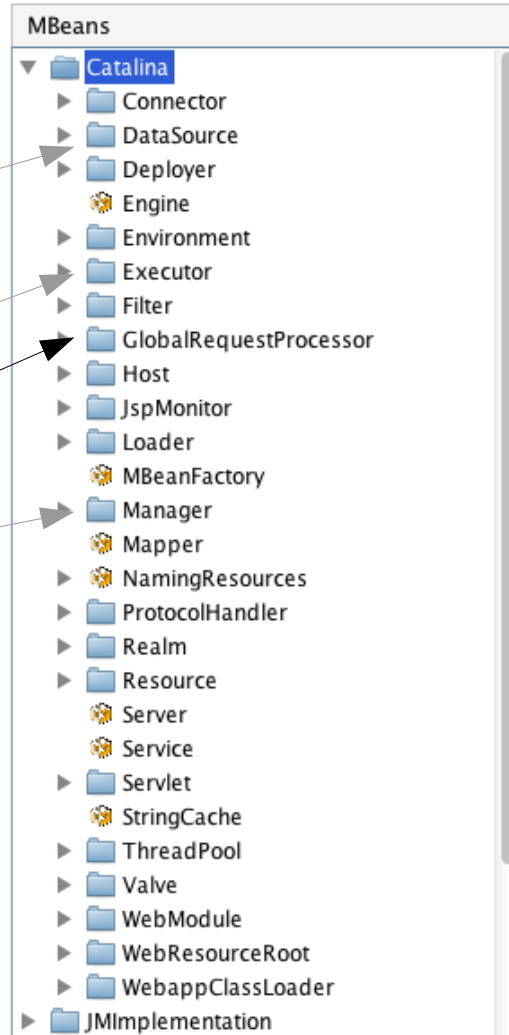 MBeans
Catalina
Connector
DataSource
Deployer
Engine
Environment
Executor
Filter
GlobalRequestProcessor
Host
JspMonitor
Loader
MBeanFactory
Manager
Mapper
NamingResources
ProtocolHandler
Realm
Resource
Server
Service
Servlet
StringCache
ThreadPool
Valve
WebModule
WebResourceRoot
WebappClassLoader
JMImplementation